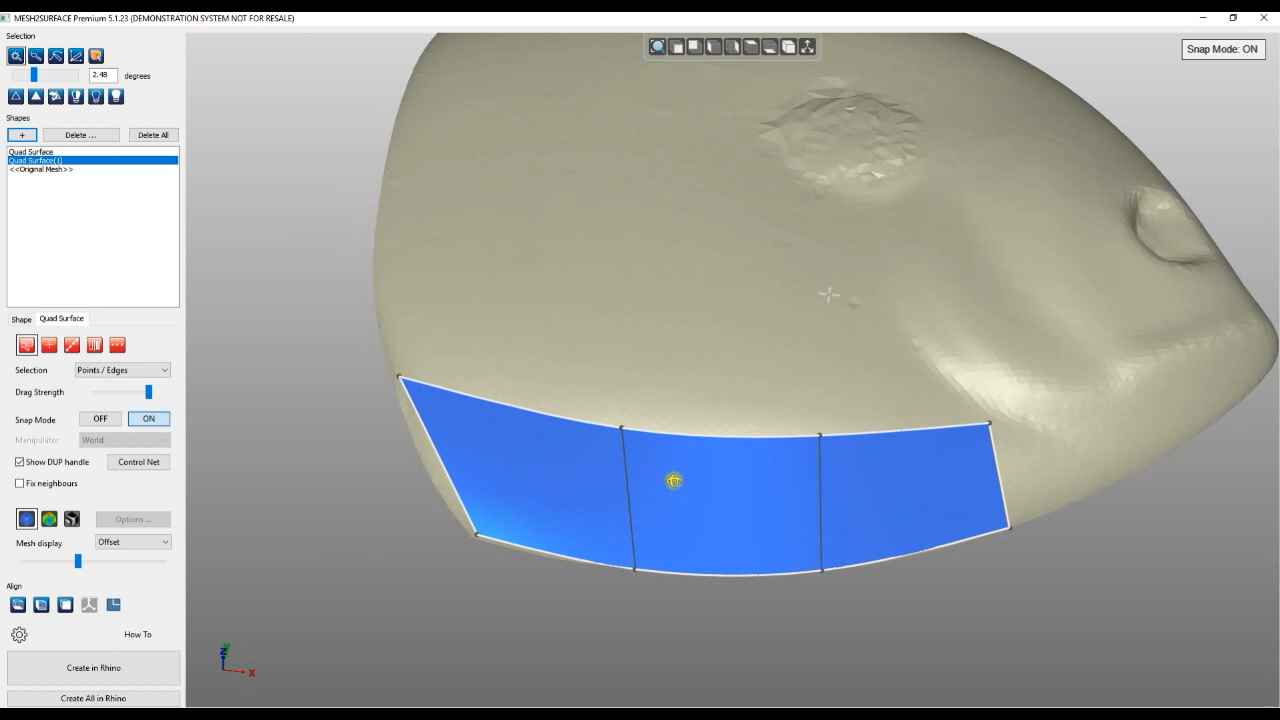 MESH2SURFACE Premium 5.1.23 (DEMONSTRATION SYSTEM NOT FOR RESALE)
Snap Mode: ON
Selection
2.48 degrees
Shapes
+ Delete ... Delete All
Quad Surface
Quad Surface(1)
<<Original Mesh>>
Shape Quad Surface
Selection Points / Edges
Drag Strength
Snap Mode OFF ON
Manipulator World
Show DUP handle Control Net
Fix neighbours
Options ...
Mesh display Offset
Align
How To
Create in Rhino
Create All in Rhino
Z
X